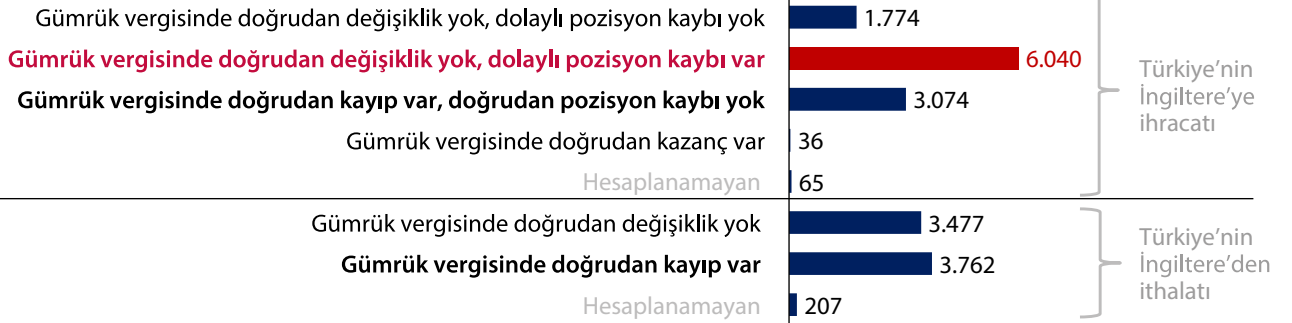 Gümrük vergisinde doğrudan değişiklik yok, dolaylı pozisyon kaybı yok 1.774
Gümrük vergisinde doğrudan değişiklik yok, dolaylı pozisyon kaybı var 6.040
Gümrük vergisinde doğrudan kayıp var, doğrudan pozisyon kaybı yok 3.074
Gümrük vergisinde doğrudan kazanç var 36
Hesaplanamayan 65
Türkiye’nin
İngiltere’ye
ihracatı
Gümrük vergisinde doğrudan değişiklik yok 3.477
Gümrük vergisinde doğrudan kayıp var 3.762
Hesaplanamayan 207
Türkiye’nin
İngiltere’den
ithalatı